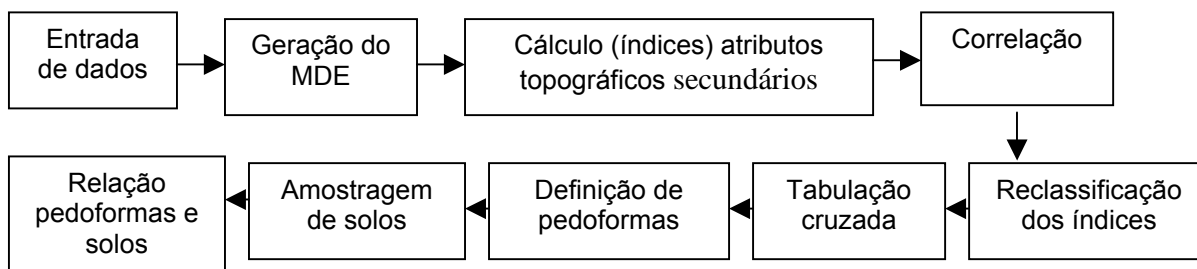 Entrada
de dados
Geração do
MDE
Cálculo (índices) atributos
topográficos secundários
Correlação
Relação
pedoformas e
solos
Amostragem
de solos
Definição de
pedoformas
Tabulação
cruzada
Reclassificação
dos índices